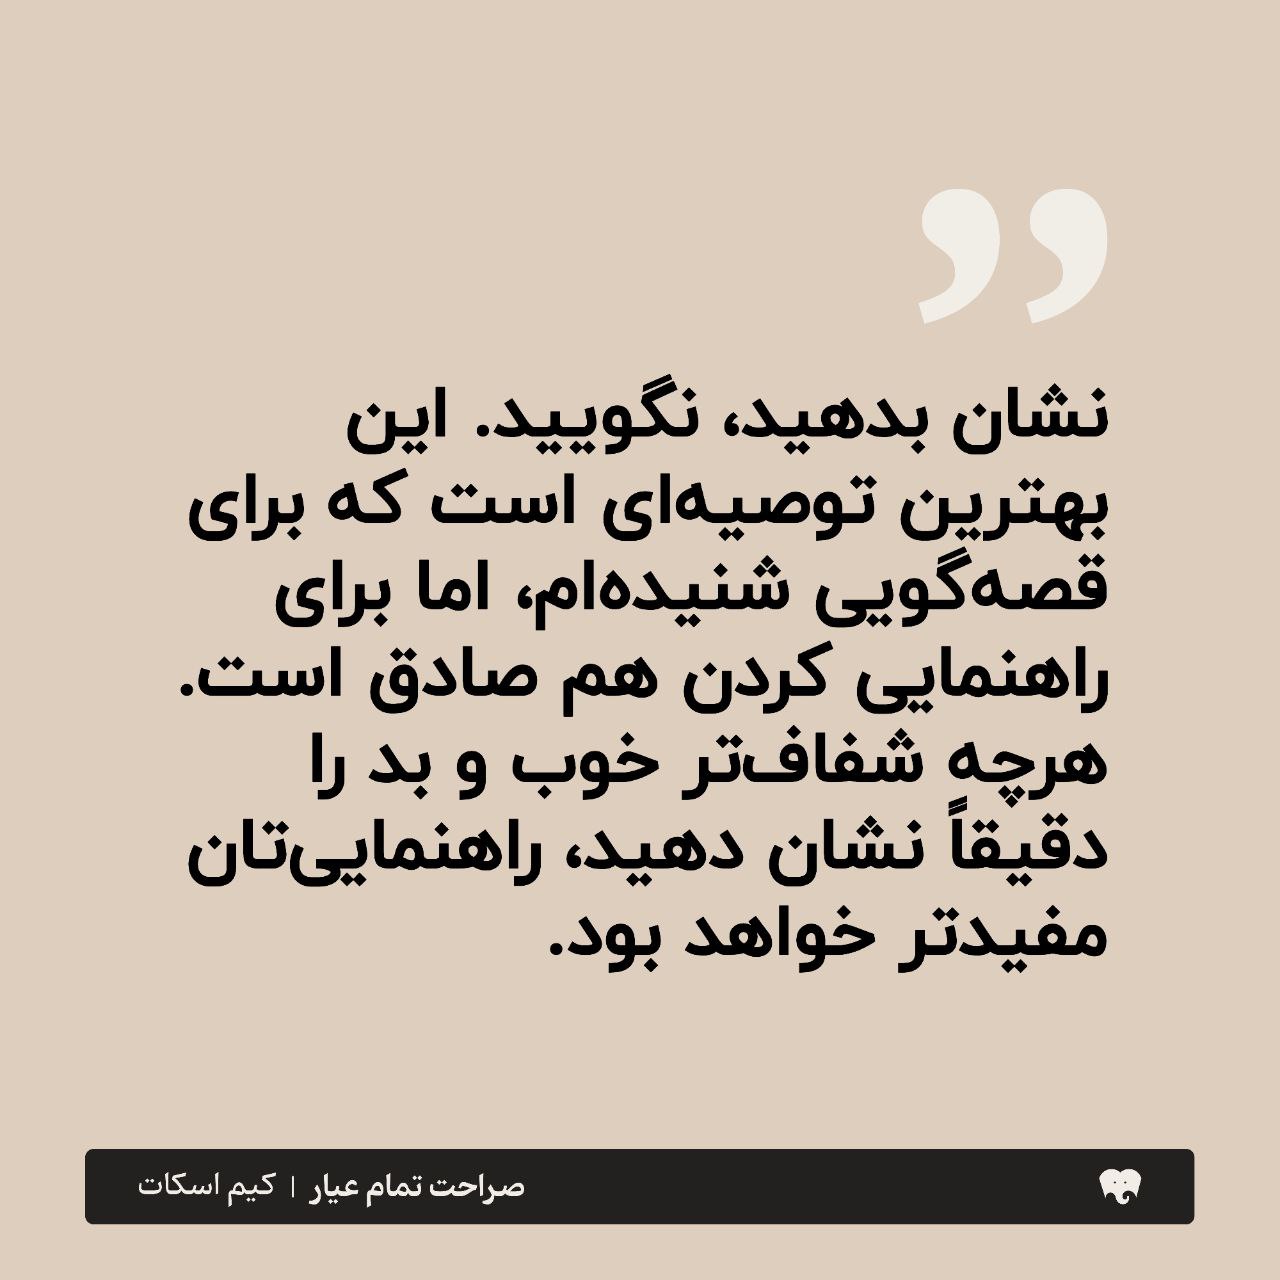 نشان بدهید، نگویید. این
بهترین توصیه‌ای است که برای
قصه‌گویی شنیده‌ام، اما برای
راهنمایی کردن هم صادق است.
هرچه شفاف‌تر خوب و بد را
دقیقاً نشان دهید، راهنمایی‌تان
مفیدتر خواهد بود.
صراحت تمام عیار | کیم اسکات